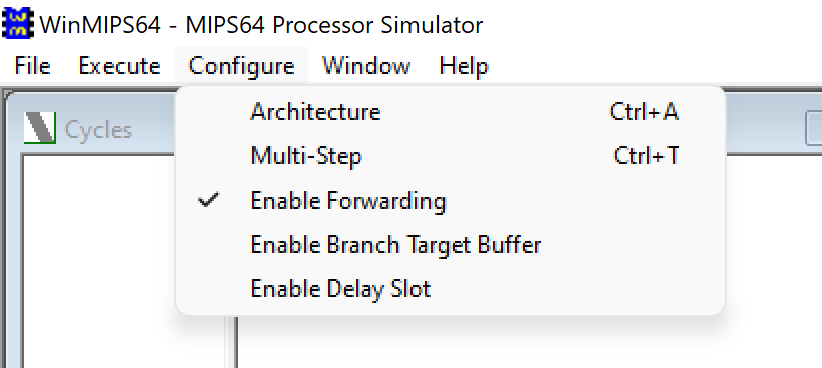 WinMIPS64 - MIPS64 Processor Simulator
File Execute Configure Window Help
Cycles
Architecture Ctrl+A
Multi-Step Ctrl+T
Enable Forwarding
Enable Branch Target Buffer
Enable Delay Slot